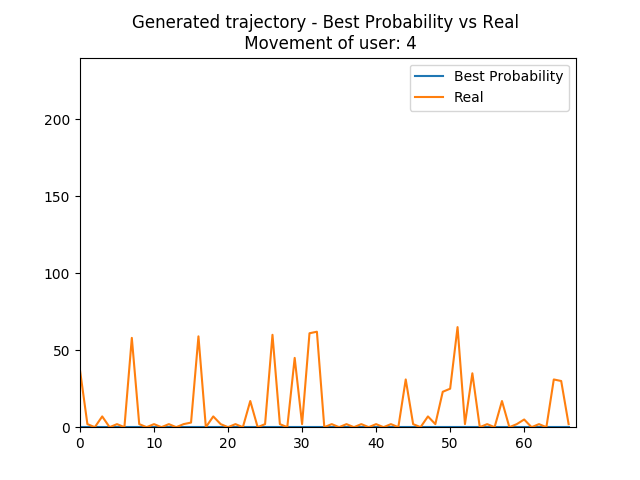 Generated trajectory - Best Probability vs Real
Movement of user: 4
Best Probability
Real
200
150
100
50
0
0 10 20 30 40 50 60